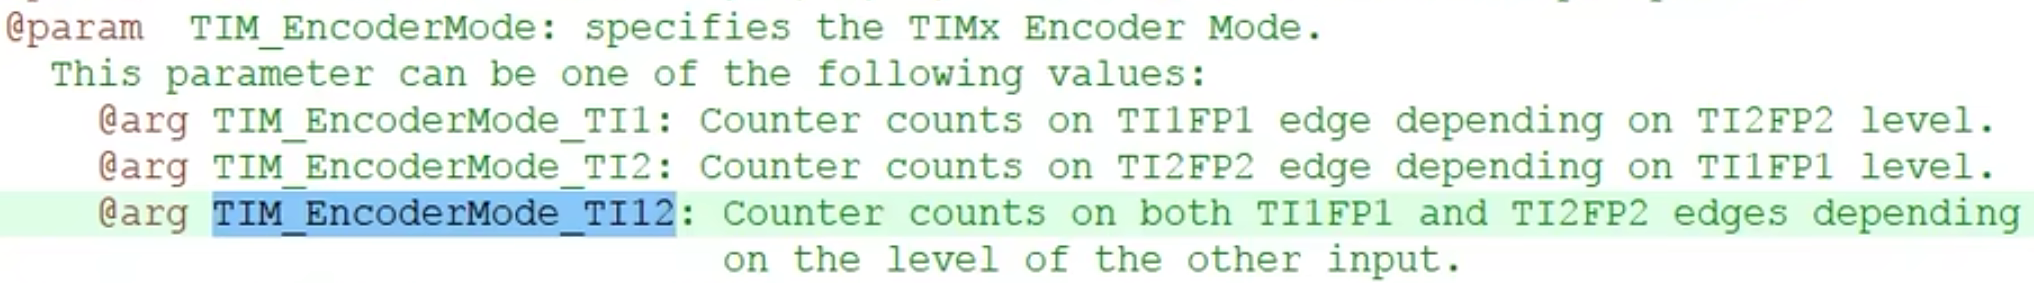 @param  TIM_EncoderMode: specifies the TIMx Encoder Mode.
This parameter can be one of the following values:
@arg TIM_EncoderMode_TI1: Counter counts on TI1FP1 edge depending on TI2FP2 level.
@arg TIM_EncoderMode_TI2: Counter counts on TI2FP2 edge depending on TI1FP1 level.
@arg TIM_EncoderMode_TI12: Counter counts on both TI1FP1 and TI2FP2 edges depending
on the level of the other input.